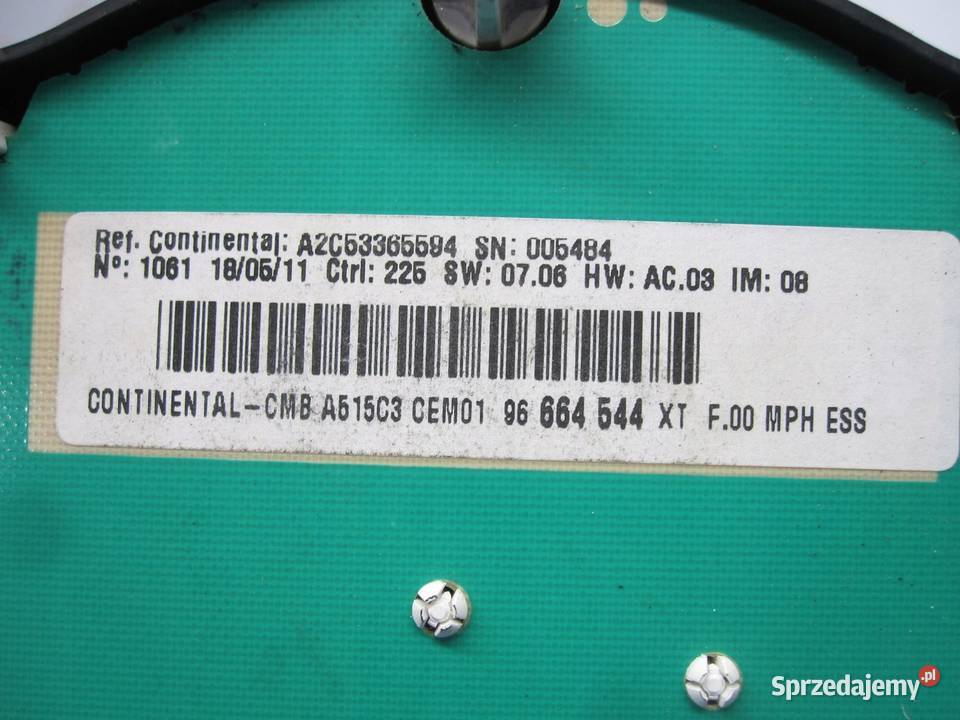 Ref. Continental: A2C53365594 SN: 005484
Nº: 1061 18/05/11 Ctrl: 225 SW: 07.06 HW: AC.03 IM: 08
CONTINENTAL-CMB A515C3 CEM01 96 664 544 XT F.00 MPH ESS
Sprzedajemy.pl